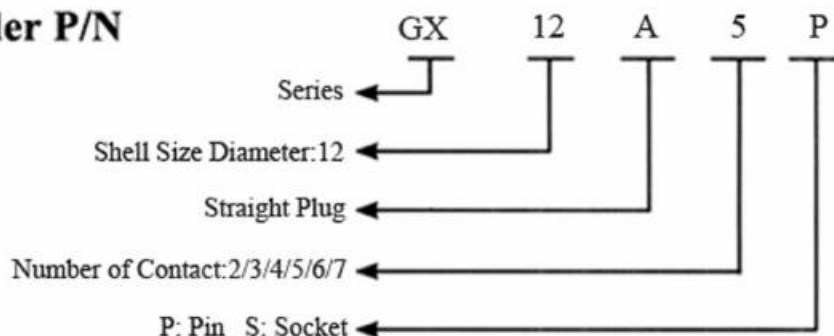 P/N
GX 12 A 5 P
Series
Shell Size Diameter:12
Straight Plug
Number of Contact:2/3/4/5/6/7
P: Pin S: Socket